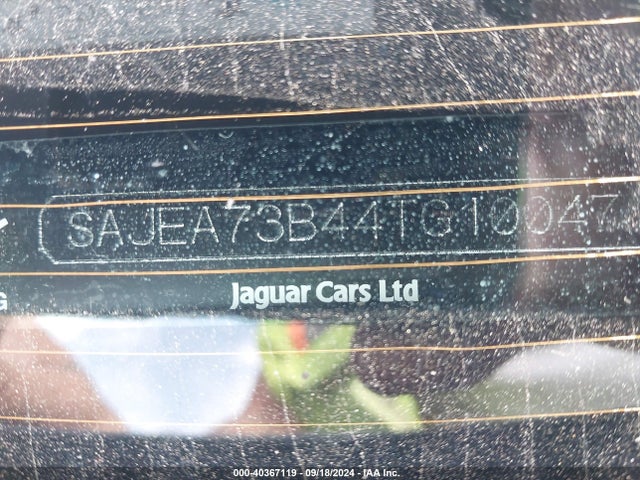 SAJEA73B44TG10047
Jaguar Cars Ltd
G
000-40367119 - 09/18/2024 - IAA Inc.